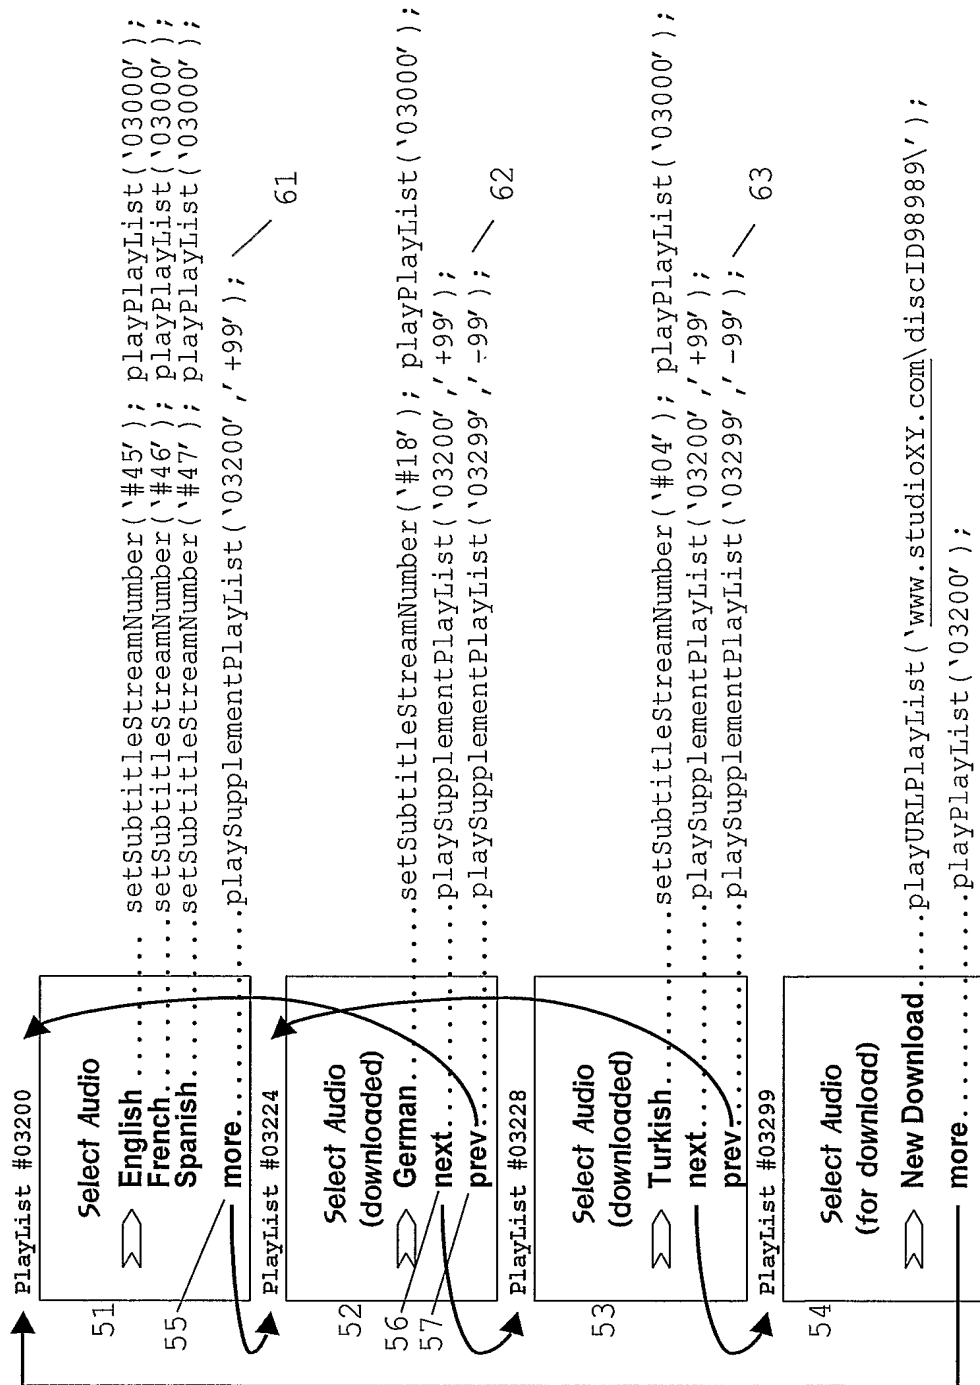 PlayList #03200
51
Select Audio
English............ setSubtitleStreamNumber(‵#45′); playPlayList(‵03000′);
French............setSubtitleStreamNumber(‵#46′); playPlayList(‵03000′);
Spanish............setSubtitleStreamNumber(‵#47′); playPlayList(‵03000′);
55
more............playSupplementPlayList(‵03200′,′+99′);
61
PlayList #03224
52
Select Audio
(downloaded)
German............setSubtitleStreamNumber(‵#18′); playPlayList(‵03000′);
56
next............playSupplementPlayList(‵03200′,′+99′);
57
prev............playSupplementPlayList(‵03299′,′-99′);
62
PlayList #03228
53
Select Audio
(downloaded)
Turkish............setSubtitleStreamNumber(‵#04′); playPlayList(‵03000′);
next............playSupplementPlayList(‵03200′,′+99′);
prev............playSupplementPlayList(‵03299′,′-99′);
63
PlayList #03299
54
Select Audio
(for download)
New Download......playURLPlayList(‵www.studioXY.com\discID98989\′);
more............playPlayList(‵03200′);